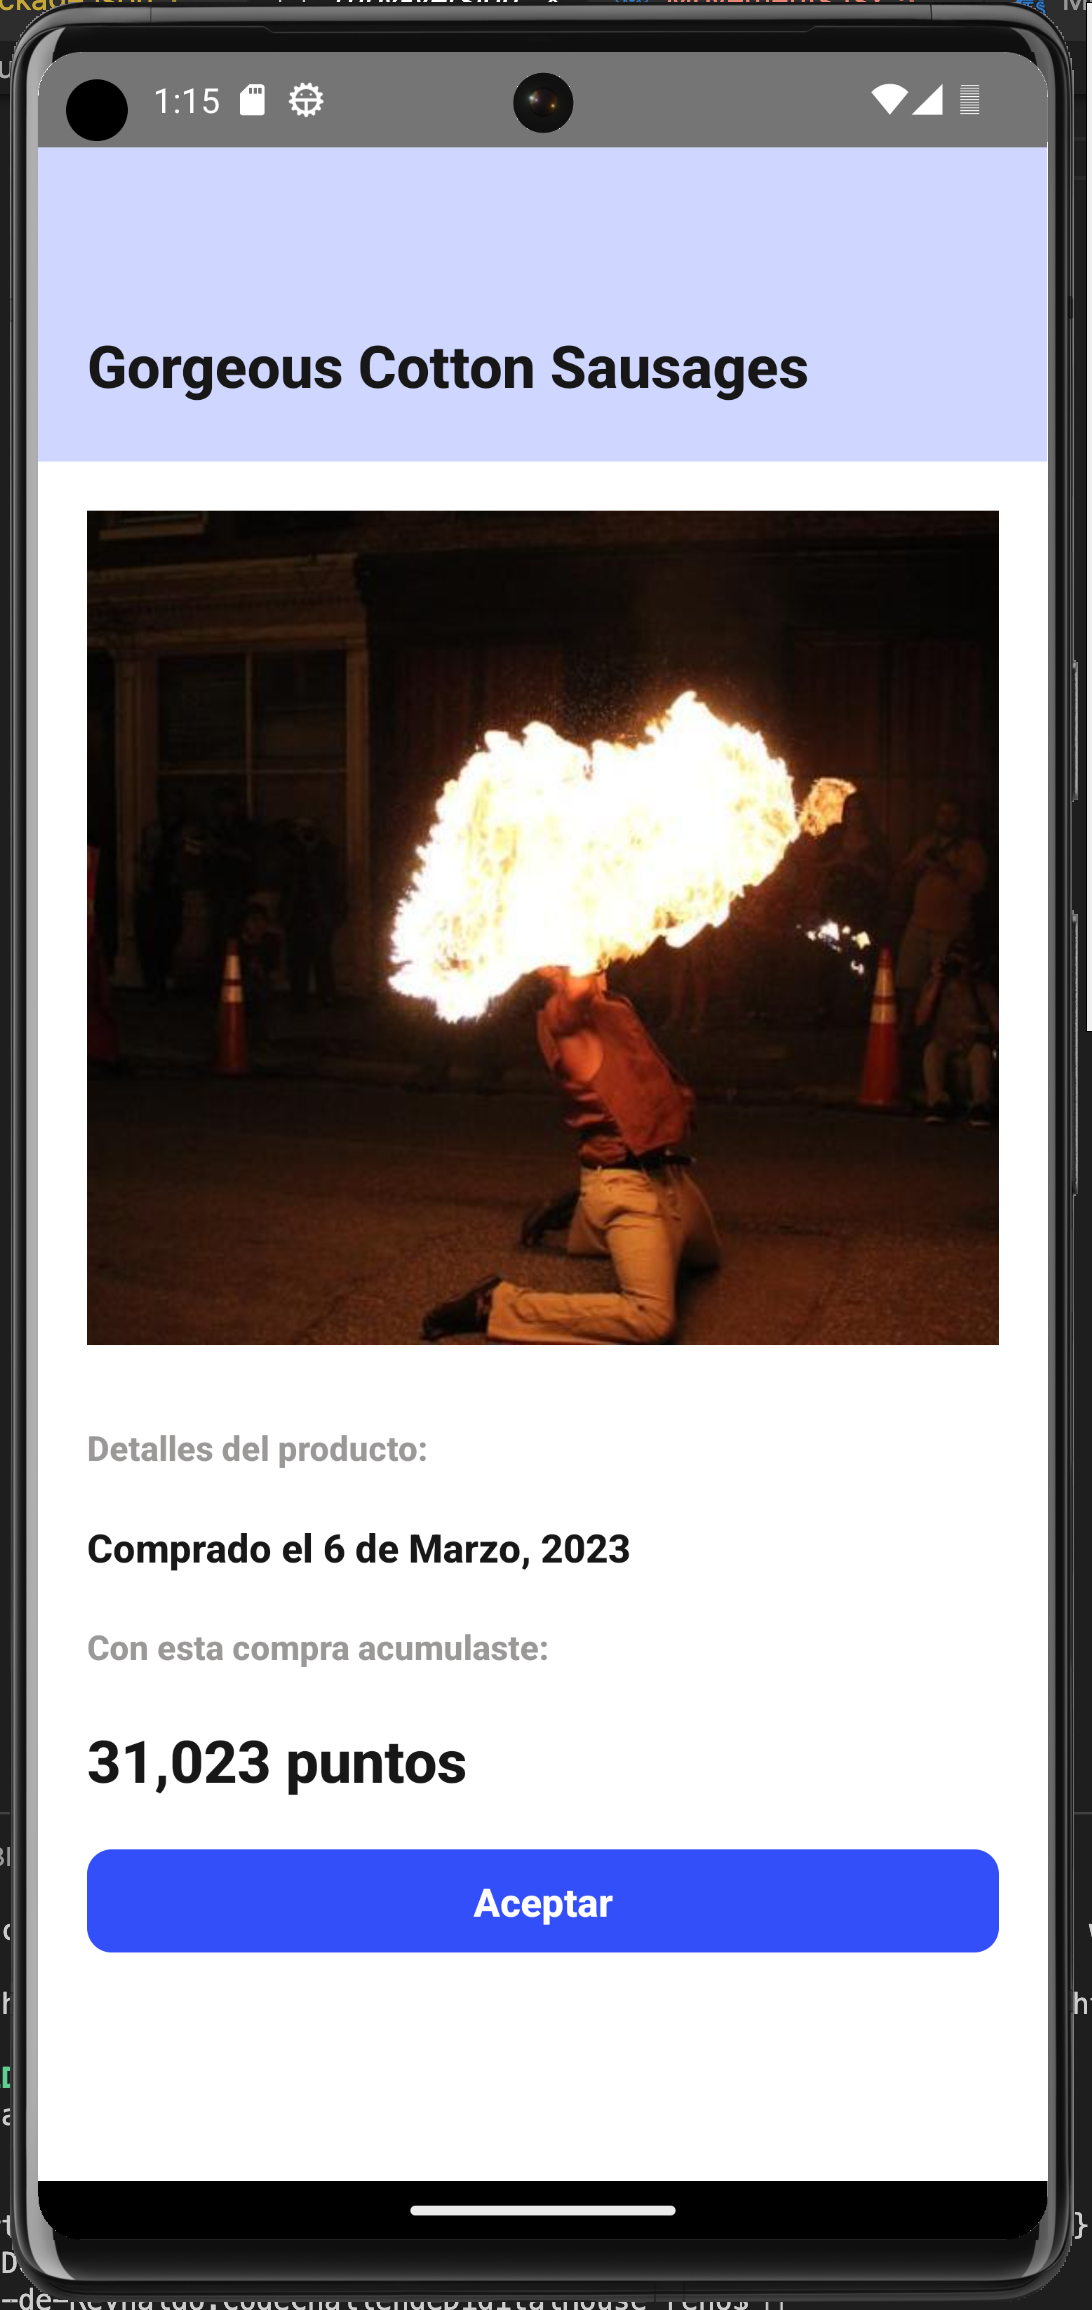 1:15
Gorgeous Cotton Sausages
Detalles del producto:
Comprado el 6 de Marzo, 2023
Con esta compra acumulaste:
31,023 puntos
Aceptar